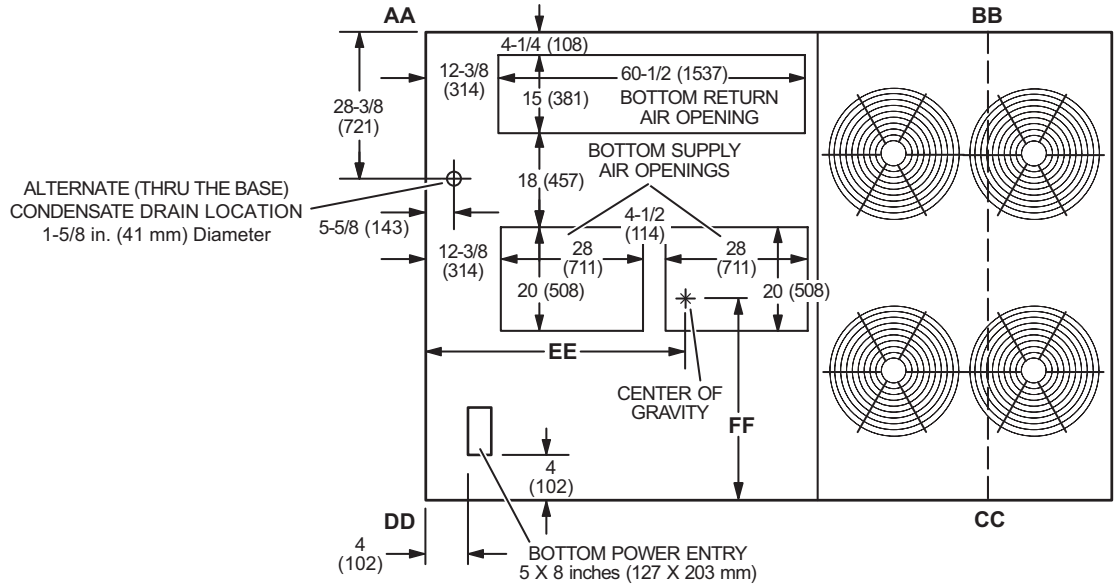 AA
BB
4-1/4 (108)
12-3/8
(314)
60-1/2 (1537)
28-3/8
(721)
15 (381)
BOTTOM RETURN
AIR OPENING
BOTTOM SUPPLY
AIR OPENINGS
18 (457)
ALTERNATE (THRU THE BASE)
CONDENSATE DRAIN LOCATION
1-5/8 in. (41 mm) Diameter
5-5/8 (143)
4-1/2
(114)
12-3/8
(314)
28
(711)
28
(711)
20 (508)
20 (508)
EE
CENTER OF
GRAVITY
FF
4
(102)
DD
CC
4
(102)
BOTTOM POWER ENTRY
5 X 8 inches (127 X 203 mm)